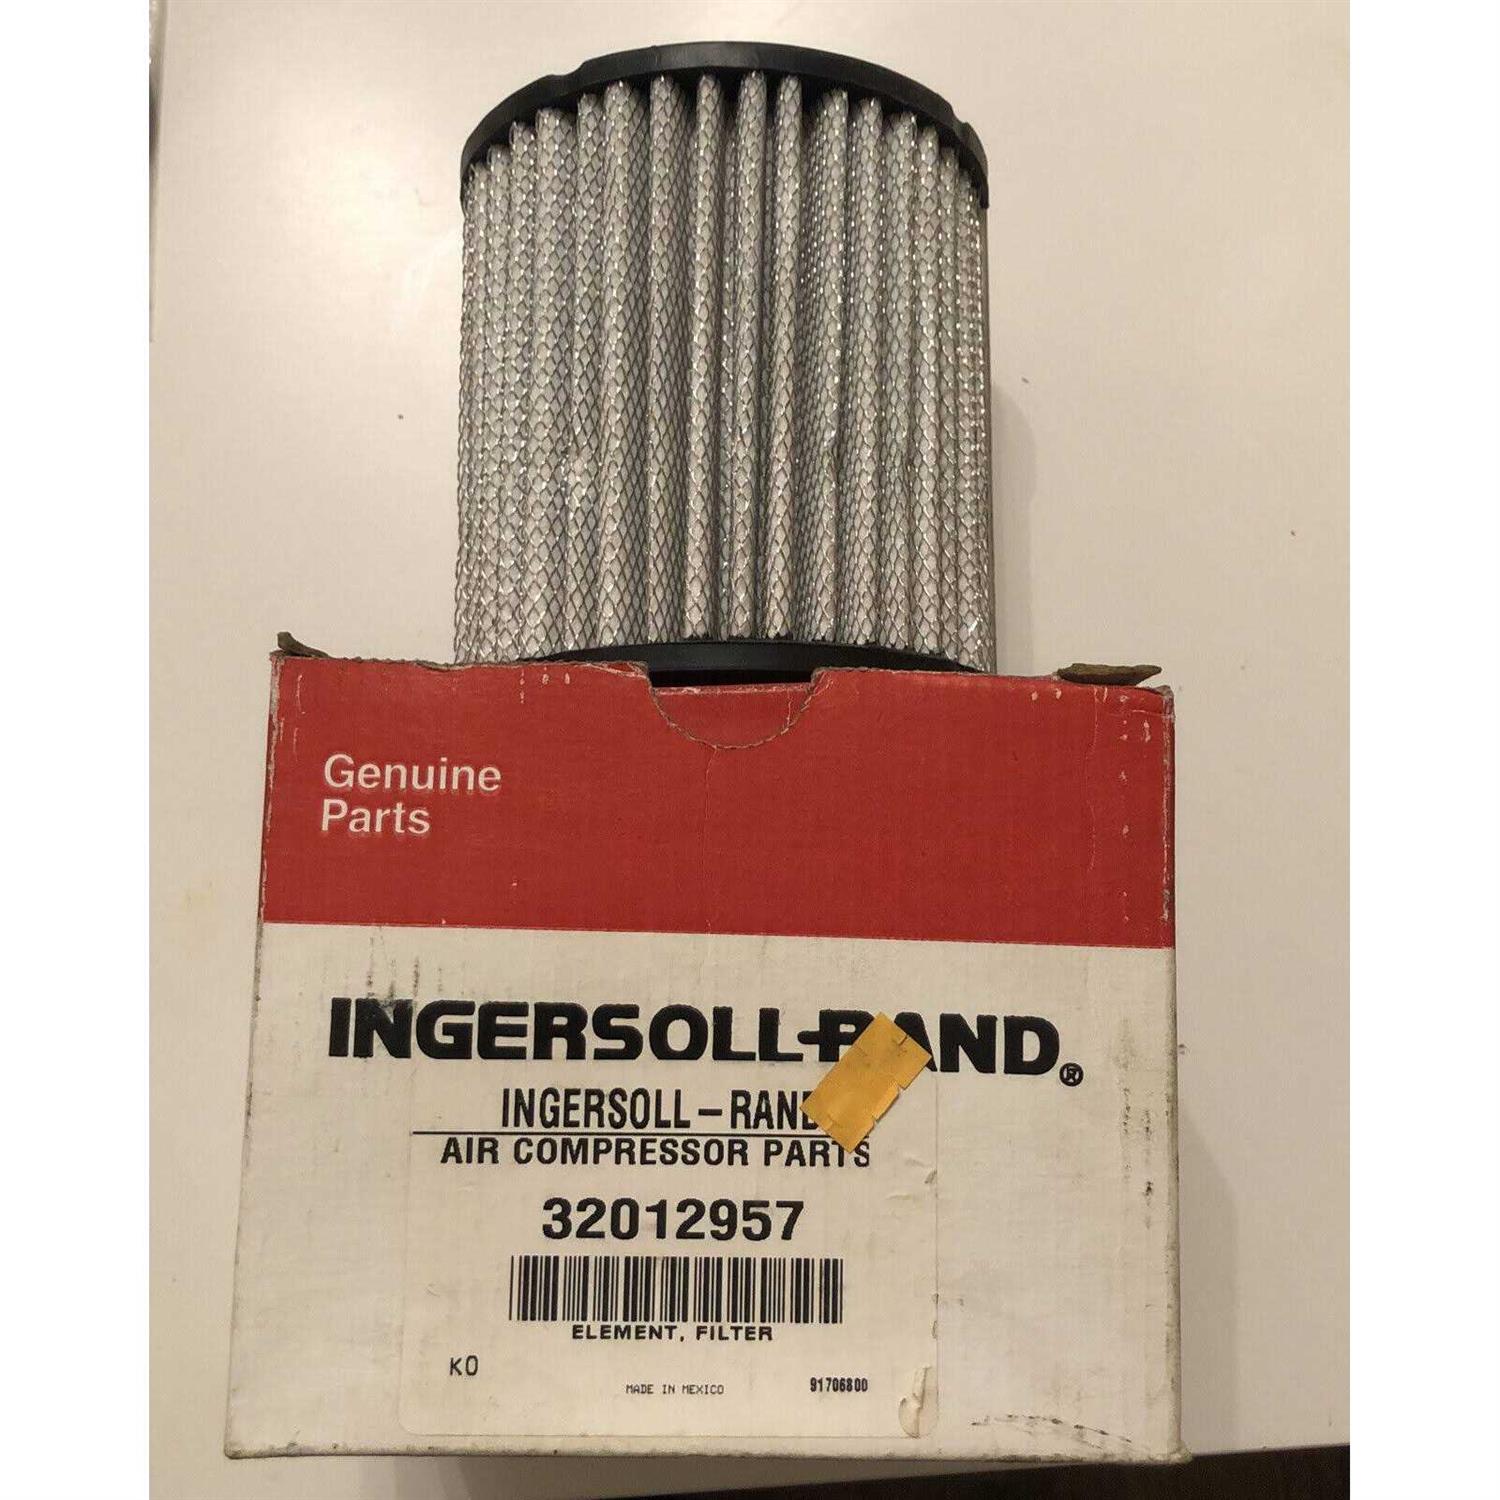 Genuine
Parts
INGERSOLL-RAND®
INGERSOLL-RAND
AIR COMPRESSOR PARTS
32012957
ELEMENT, FILTER
KO
MADE IN MEXICO
91706800